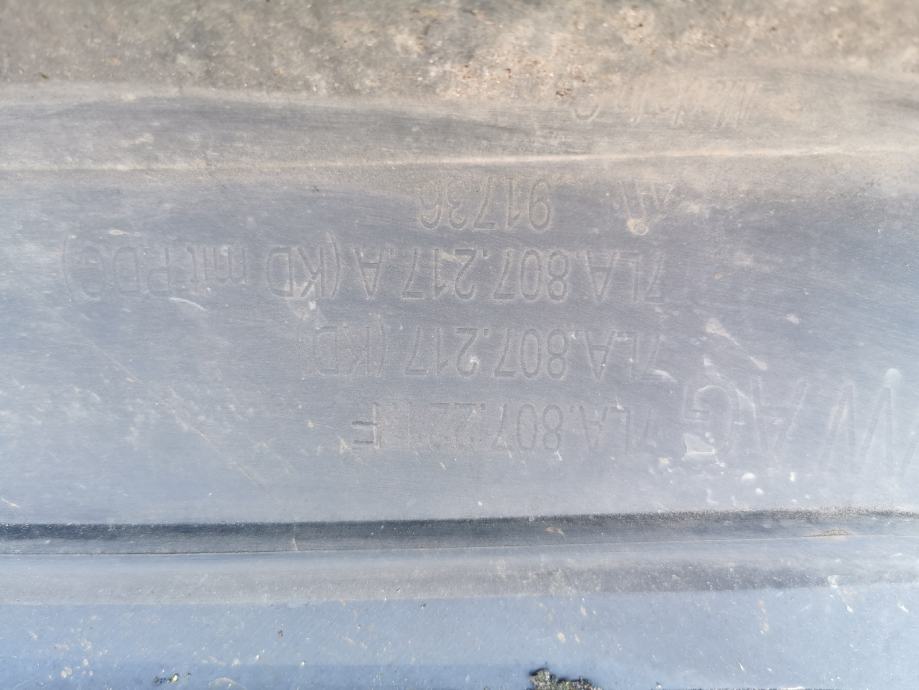 VW AG 7LA.807.221.F
7LA.807.217 (KD)
7LA.807.217.A (KD mit PDC)
91736